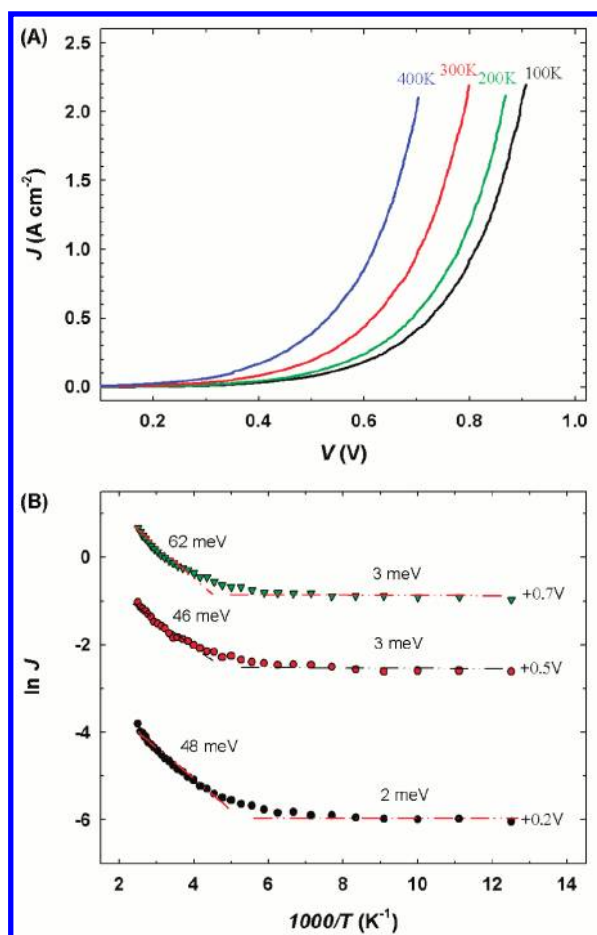 (A)
2.5
400K 300K 200K 100K
2.0
1.5
J (A cm-2)
1.0
0.5
0.0
0.2 0.4 0.6 0.8 1.0
V (V)
(B)
62 meV
0
3 meV
+0.7V
46 meV
3 meV
-2
+0.5V
ln J
-4
48 meV
2 meV
-6
+0.2V
2 4 6 8 10 12 14
1000/T (K-1)